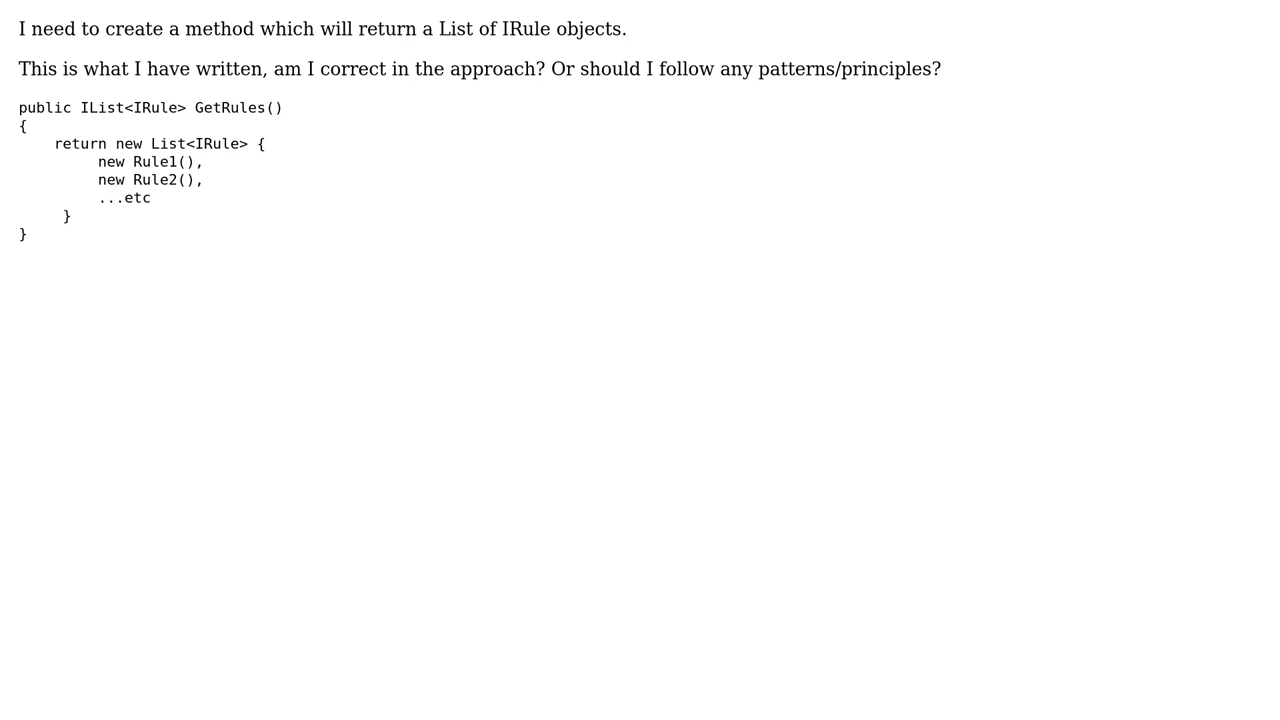 I need to create a method which will return a List of IRule objects.
This is what I have written, am I correct in the approach? Or should I follow any patterns/principles?
public IList<IRule> GetRules()
{
    return new List<IRule> {
         new Rule1(),
         new Rule2(),
         ...etc
     }
}